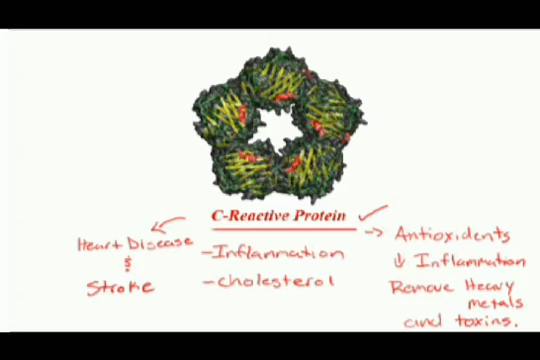 C-Reactive Protein
Heart Disease
&
Stroke
-Inflammation
-cholesterol
-> Antioxidents
↓ Inflammation
Remove Heavy
metals
and toxins.